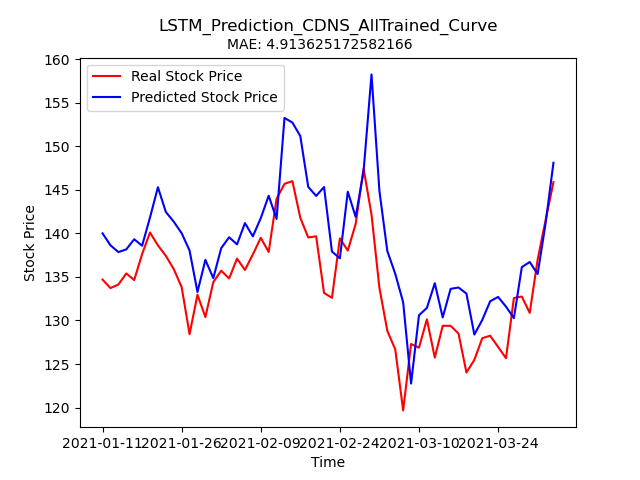 LSTM_Prediction_CDNS_AllTrained_Curve
MAE: 4.913625172582166
Real Stock Price
Predicted Stock Price
160
155
150
145
140
135
130
125
120
Stock Price
2021-01-11 2021-01-26 2021-02-09 2021-02-24 2021-03-10 2021-03-24
Time